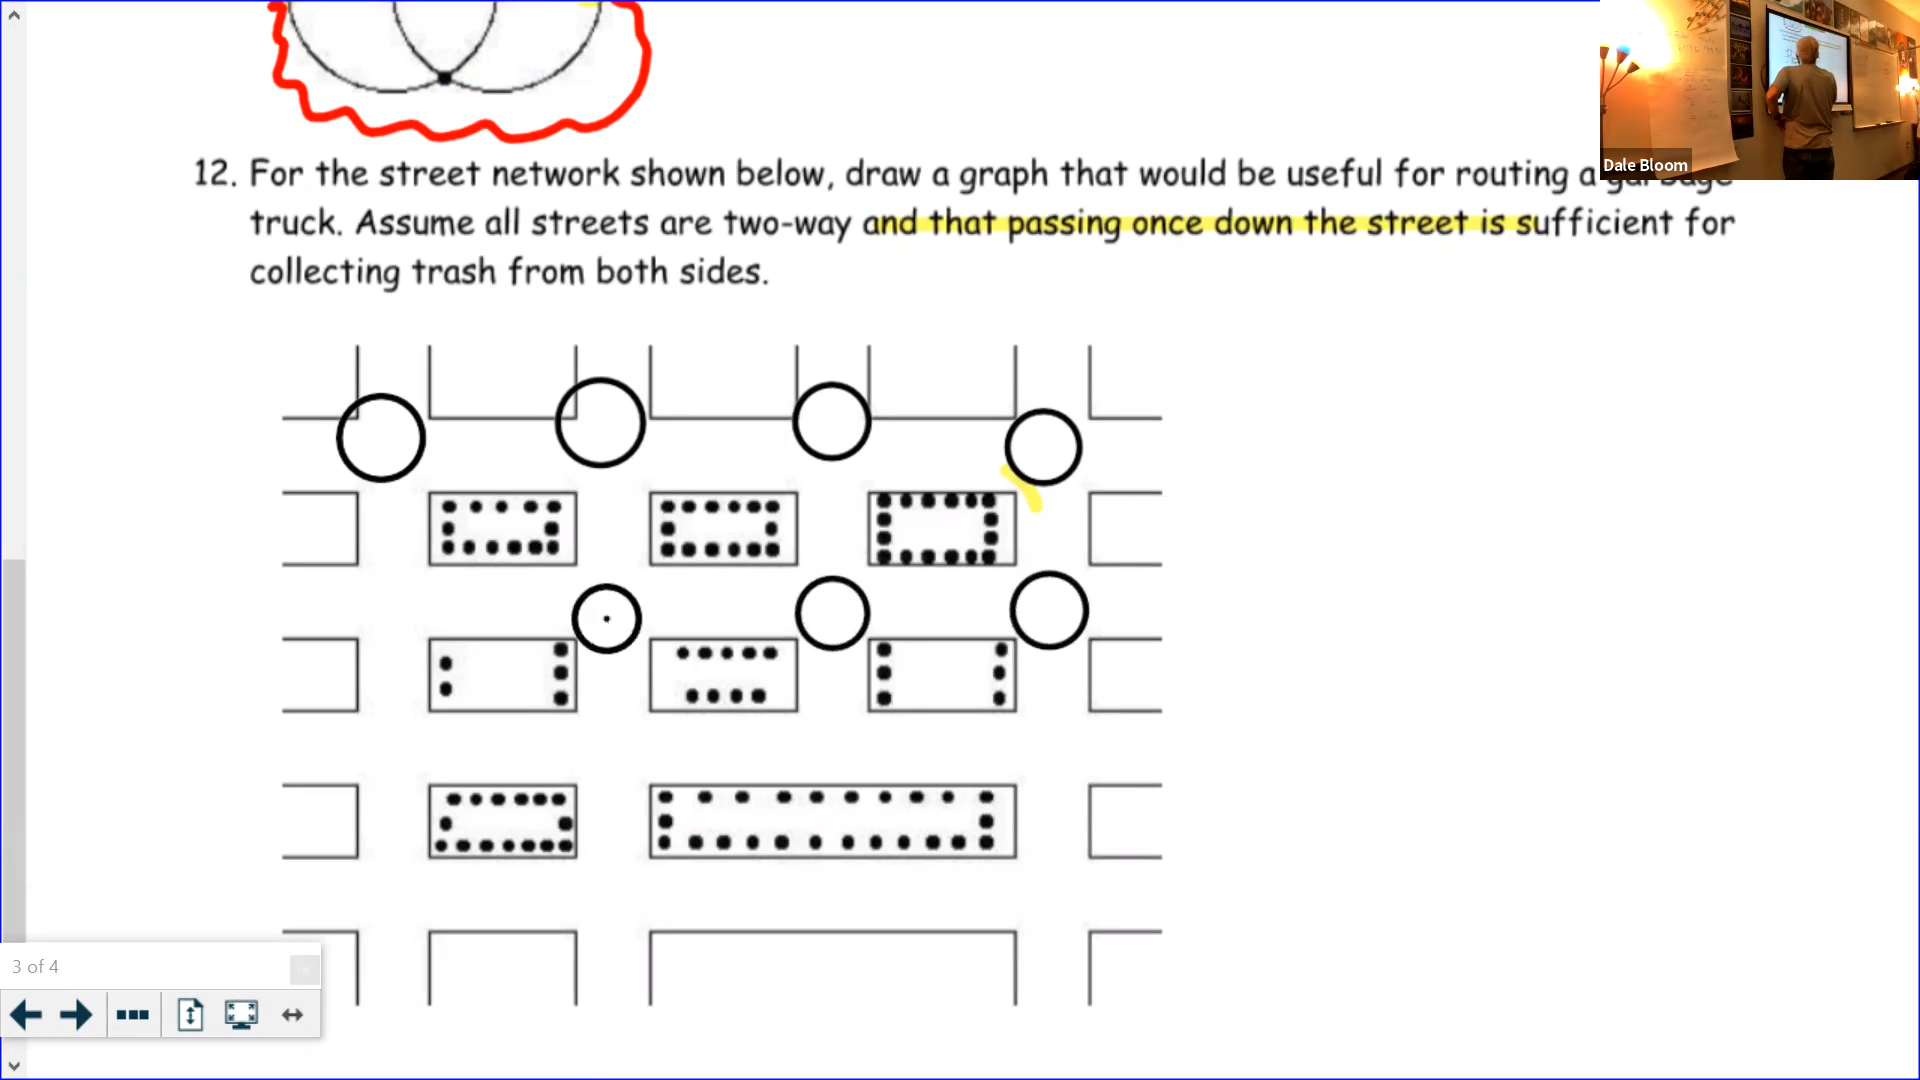 12. For the street network shown below, draw a graph that would be useful for routing a garbage
truck. Assume all streets are two-way and that passing once down the street is sufficient for
collecting trash from both sides.
Dale Bloom
3 of 4